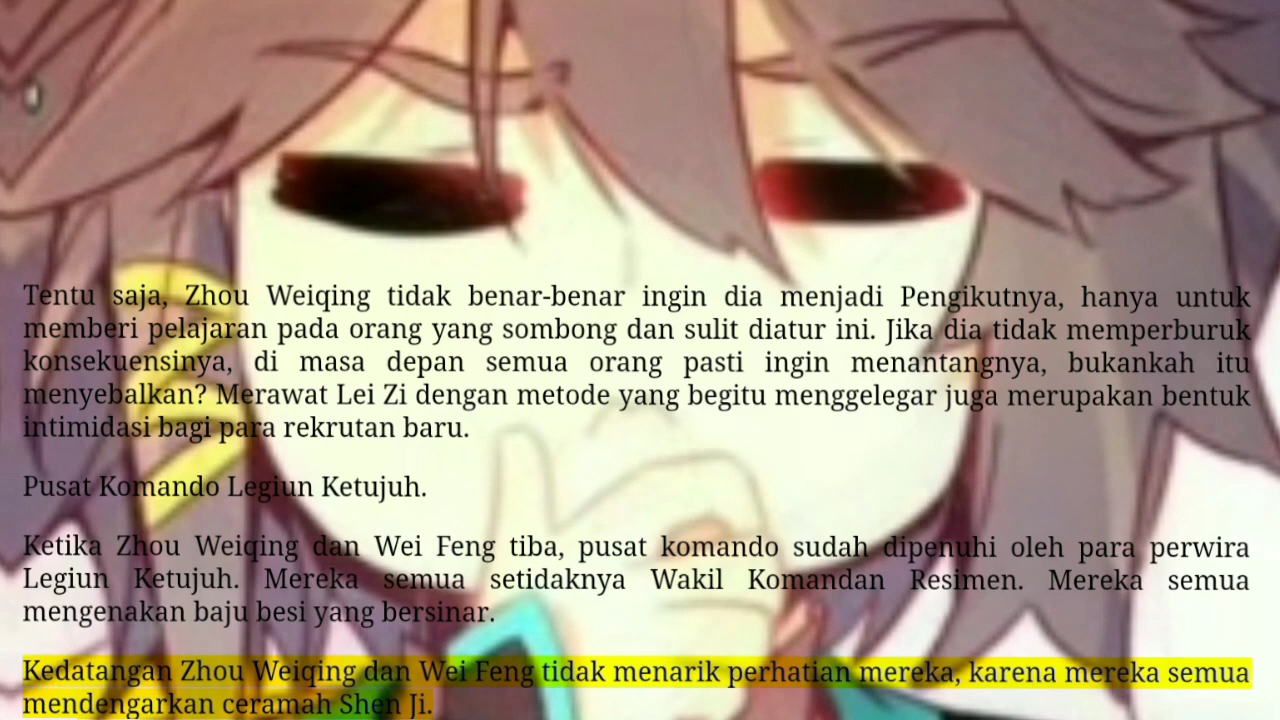 Tentu saja, Zhou Weiqing tidak benar-benar ingin dia menjadi Pengikutnya, hanya untuk
memberi pelajaran pada orang yang sombong dan sulit diatur ini. Jika dia tidak memperburuk
konsekuensinya, di masa depan semua orang pasti ingin menantangnya, bukankah itu
menyebalkan? Merawat Lei Zi dengan metode yang begitu menggelegar juga merupakan bentuk
intimidasi bagi para rekrutan baru.
Pusat Komando Legiun Ketujuh.
Ketika Zhou Weiqing dan Wei Feng tiba, pusat komando sudah dipenuhi oleh para perwira
Legiun Ketujuh. Mereka semua setidaknya Wakil Komandan Resimen. Mereka semua
mengenakan baju besi yang bersinar.
Kedatangan Zhou Weiqing dan Wei Feng tidak menarik perhatian mereka, karena mereka semua
mendengarkan ceramah Shen Ji.